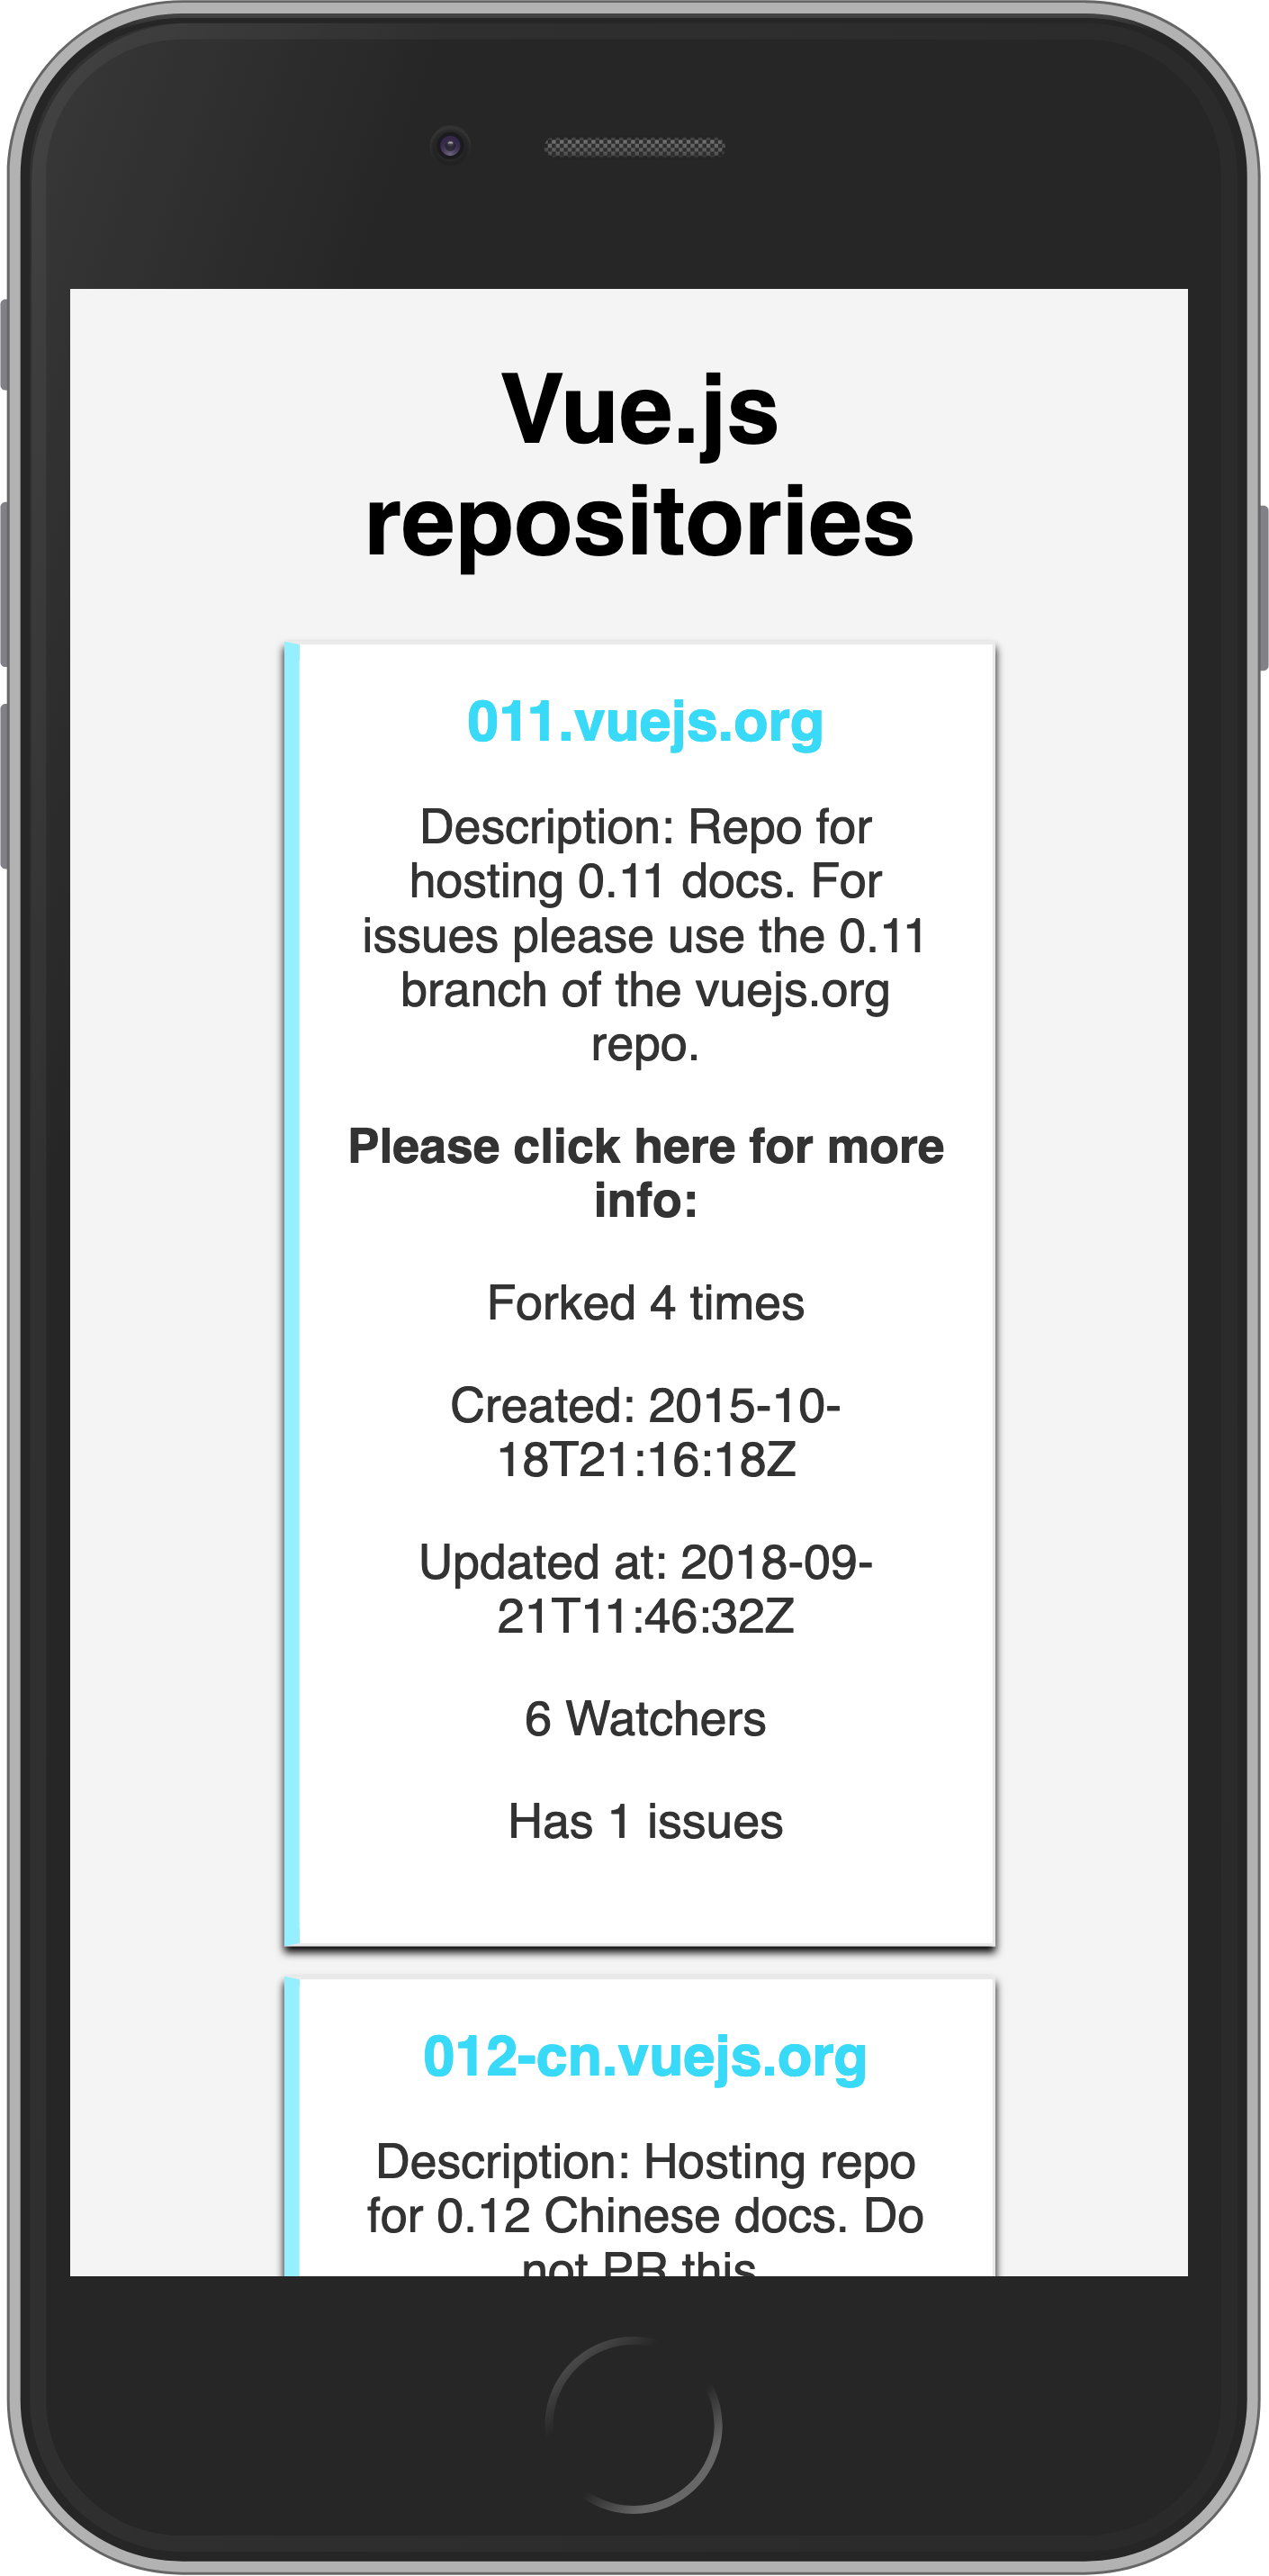 Vue.js
repositories
011.vuejs.org
Description: Repo for
hosting 0.11 docs. For
issues please use the 0.11
branch of the vuejs.org
repo.
Please click here for more
info:
Forked 4 times
Created: 2015-10-
18T21:16:18Z
Updated at: 2018-09-
21T11:46:32Z
6 Watchers
Has 1 issues
012-cn.vuejs.org
Description: Hosting repo
for 0.12 Chinese docs. Do
not PR this